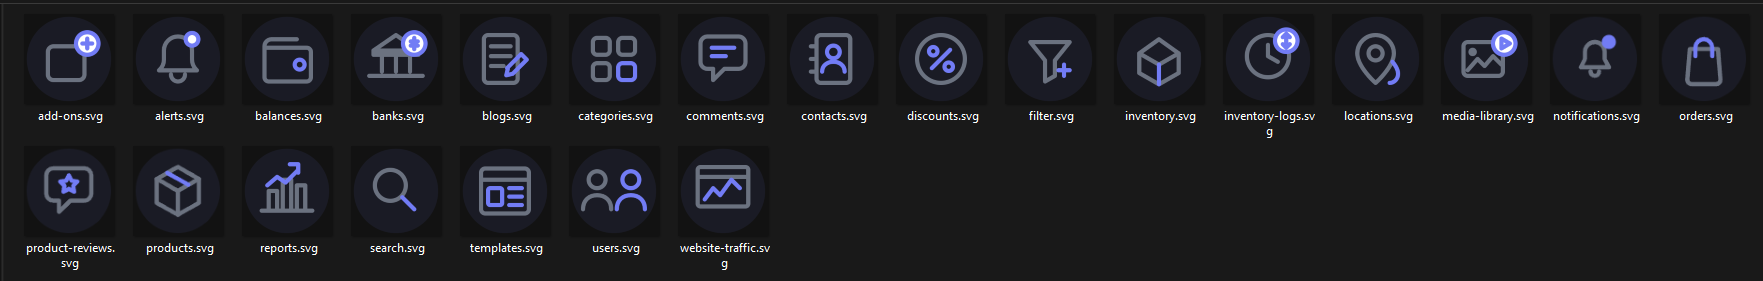 add-ons.svg
alerts.svg
balances.svg
banks.svg
blogs.svg
categories.svg
comments.svg
contacts.svg
discounts.svg
filter.svg
inventory.svg
inventory-logs.sv
g
locations.svg
media-library.svg
notifications.svg
orders.svg
product-reviews.
svg
products.svg
reports.svg
search.svg
templates.svg
users.svg
website-traffic.sv
g